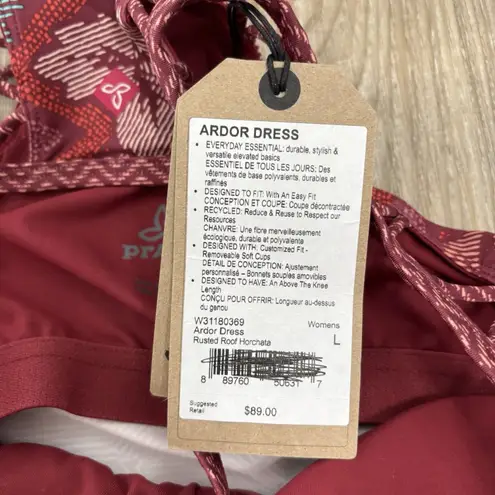 ARDOR DRESS
• EVERYDAY ESSENTIAL: durable, stylish &
versatile elevated basics
ESSENTIEL DE TOUS LES JOURS: Des
vêtements de base polyvalents, durables et
raffinés
• DESIGNED TO FIT: With An Easy Fit
CONCEPTION ET COUPE: Coupe décontractée
• RECYCLED: Reduce & Reuse to Respect our
Resources
CHANVRE: Une fibre merveilleusement
écologique, durable et polyvalente
• DESIGNED WITH: Customized Fit -
Removeable Soft Cups
DÉTAIL DE CONCEPTION: Ajustement
personnalisé – Bonnets souples amovibles
• DESIGNED TO HAVE: An Above The Knee
Length
CONÇU POUR OFFRIR: Longueur au-dessus
du genou
W31180369 Womens
Ardor Dress L
Rusted Roof Horchata
8 89760 50631 7
Suggested
Retail $89.00